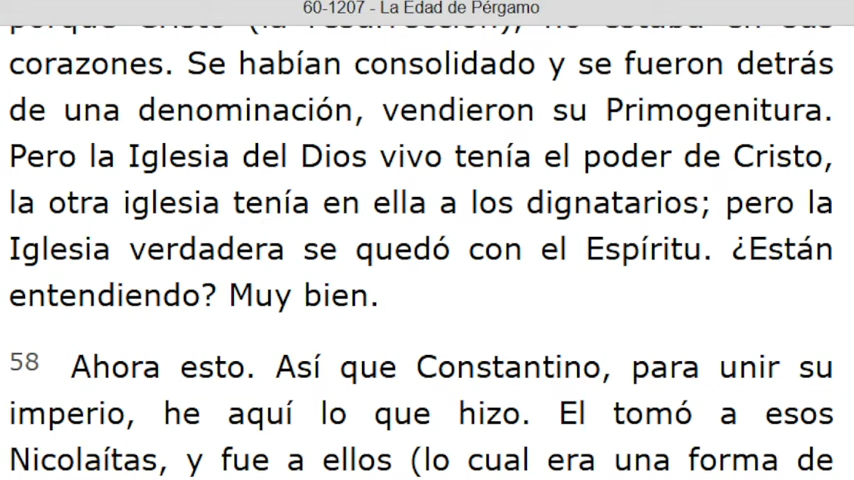 60-1207 - La Edad de Pérgamo
corazones. Se habían consolidado y se fueron detrás
de una denominación, vendieron su Primogenitura.
Pero la Iglesia del Dios vivo tenía el poder de Cristo,
la otra iglesia tenía en ella a los dignatarios; pero la
Iglesia verdadera se quedó con el Espíritu. ¿Están
entendiendo? Muy bien.
58 Ahora esto. Así que Constantino, para unir su
imperio, he aquí lo que hizo. El tomó a esos
Nicolaítas, y fue a ellos (lo cual era una forma de